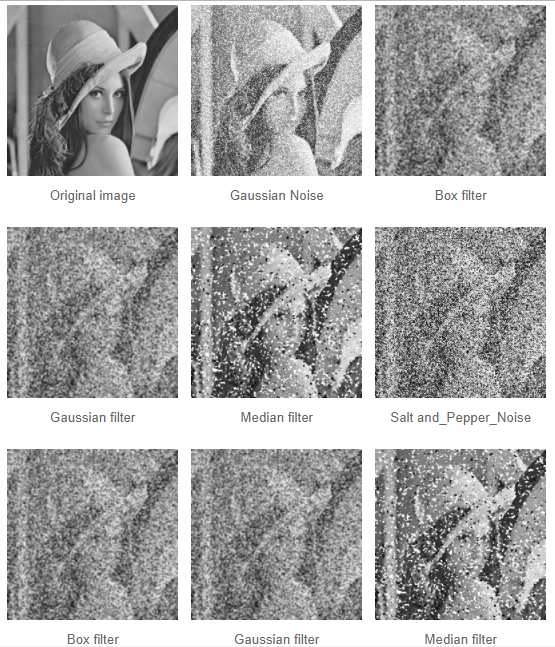 Original image
Gaussian Noise
Box filter
Gaussian filter
Median filter
Salt and_Pepper_Noise
Box filter
Gaussian filter
Median filter